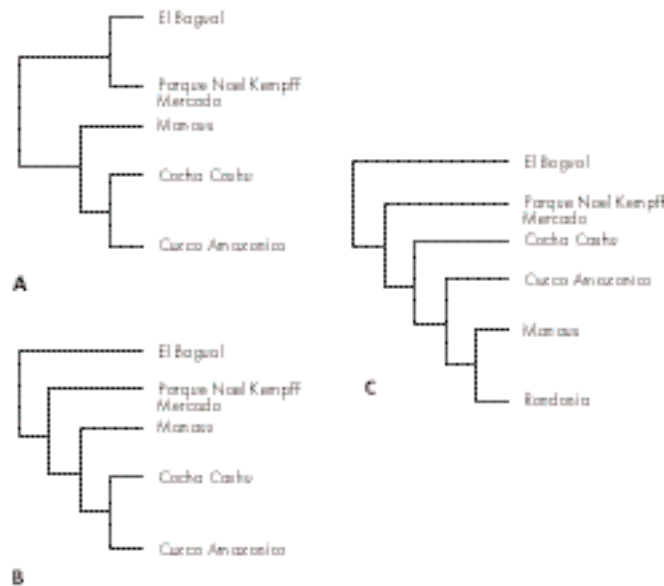 El Bagual
Parque Noel Kempff
Mercado
Manaus
Cocha Cashu
Cuzco Amazonico
A
El Bagual
Parque Noel Kempff
Mercado
Manaus
Cocha Cashu
Cuzco Amazonico
B
El Bagual
Parque Noel Kempff
Mercado
Cocha Cashu
Cuzco Amazonico
Manaus
C
Rondonia